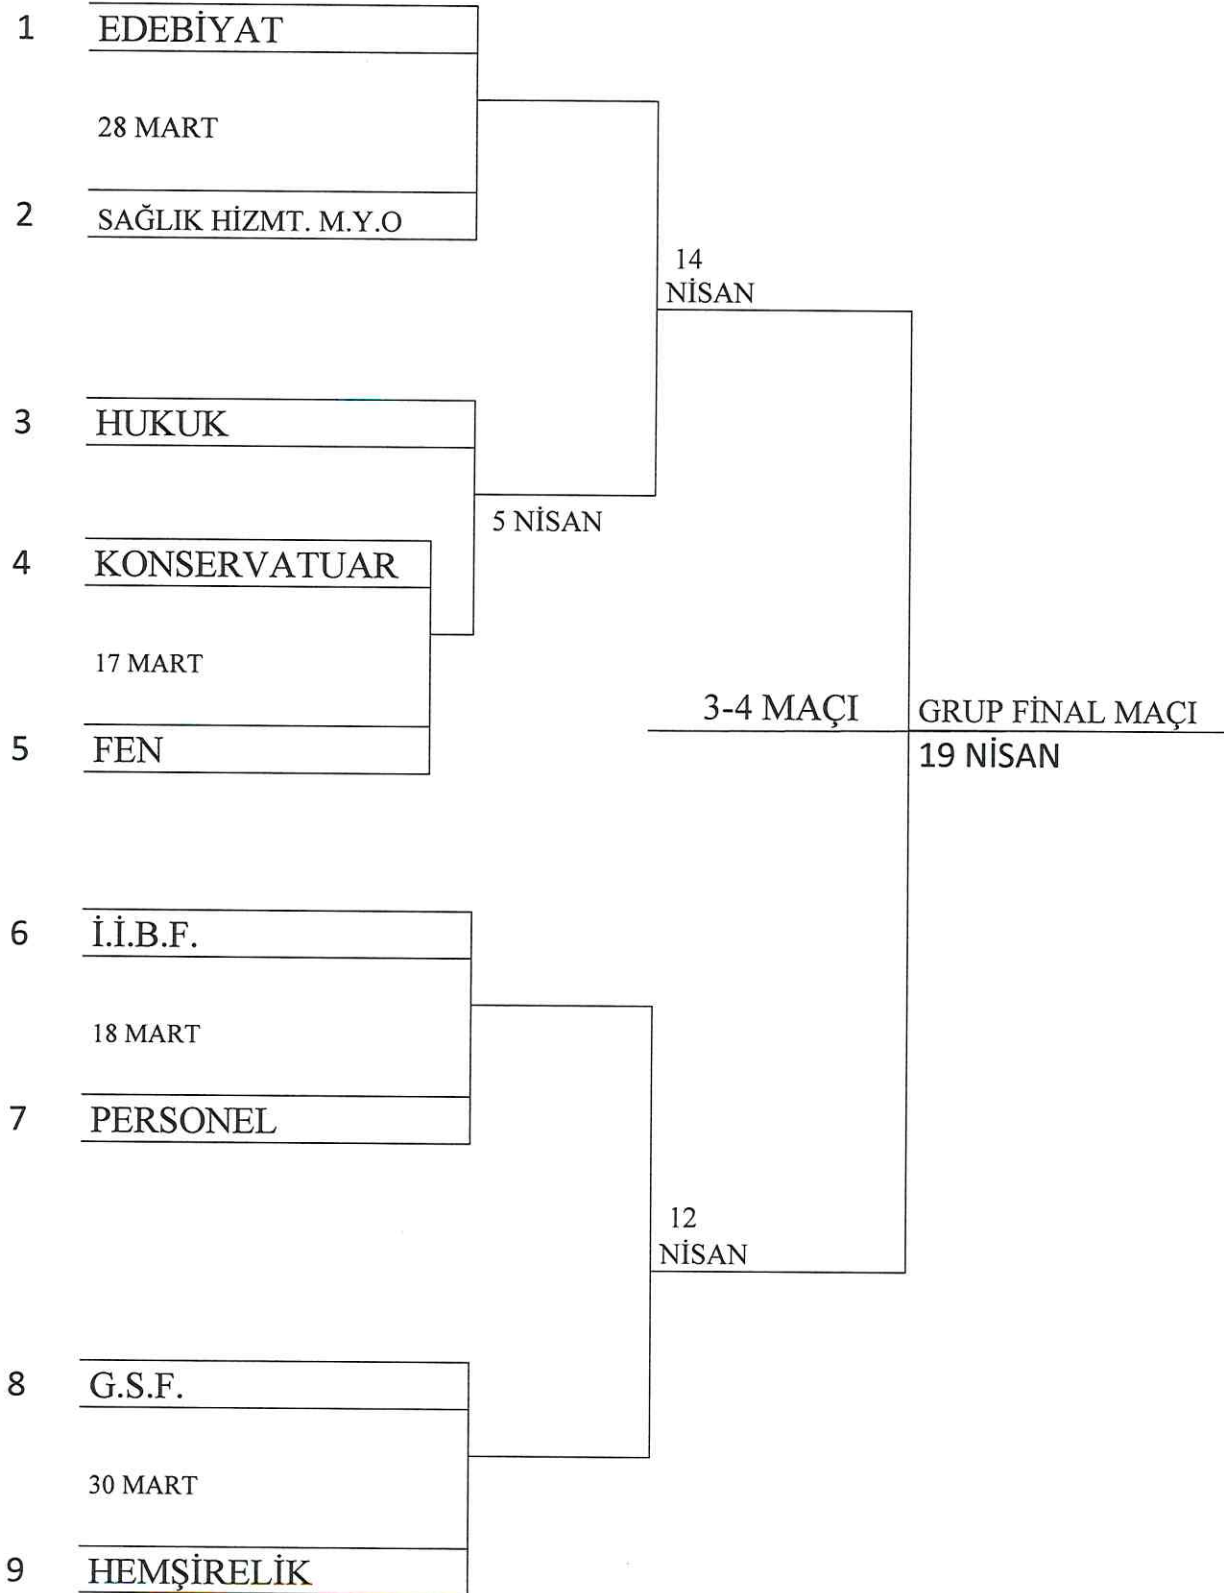 1 EDEBİYAT
28 MART
2 SAĞLIK HİZMT. M.Y.O
14
NİSAN
3 HUKUK
5 NİSAN
4 KONSERVATUAR
17 MART
3-4 MAÇI GRUP FİNAL MAÇI
5 FEN
19 NİSAN
6 İ.İ.B.F.
18 MART
7 PERSONEL
12
NİSAN
8 G.S.F.
30 MART
9 HEMŞİRELİK